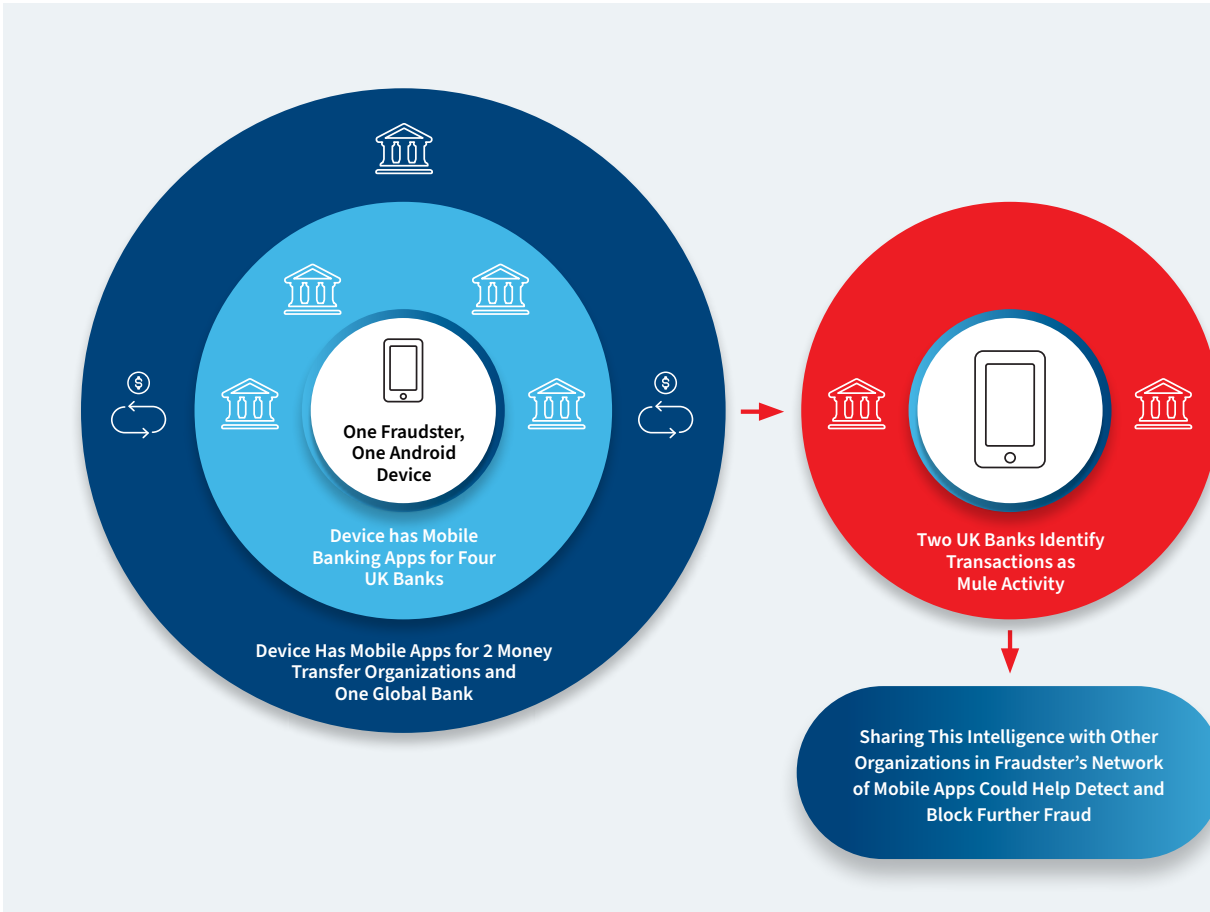 One Fraudster,
One Android
Device
Device has Mobile
Banking Apps for Four
UK Banks
Device Has Mobile Apps for 2 Money
Transfer Organizations and
One Global Bank
Two UK Banks Identify
Transactions as
Mule Activity
Sharing This Intelligence with Other
Organizations in Fraudster’s Network
of Mobile Apps Could Help Detect and
Block Further Fraud